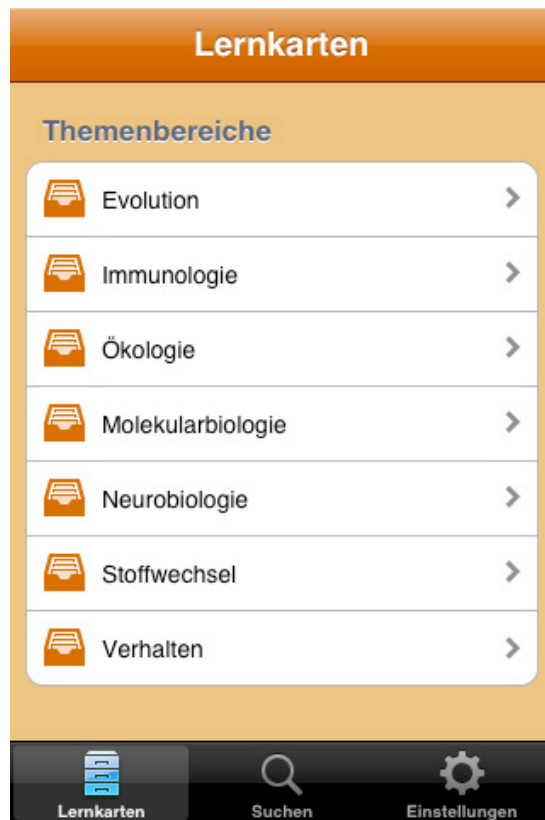 Lernkarten
Themenbereiche
Evolution
Immunologie
Ökologie
Molekularbiologie
Neurobiologie
Stoffwechsel
Verhalten
Lernkarten Suchen Einstellungen